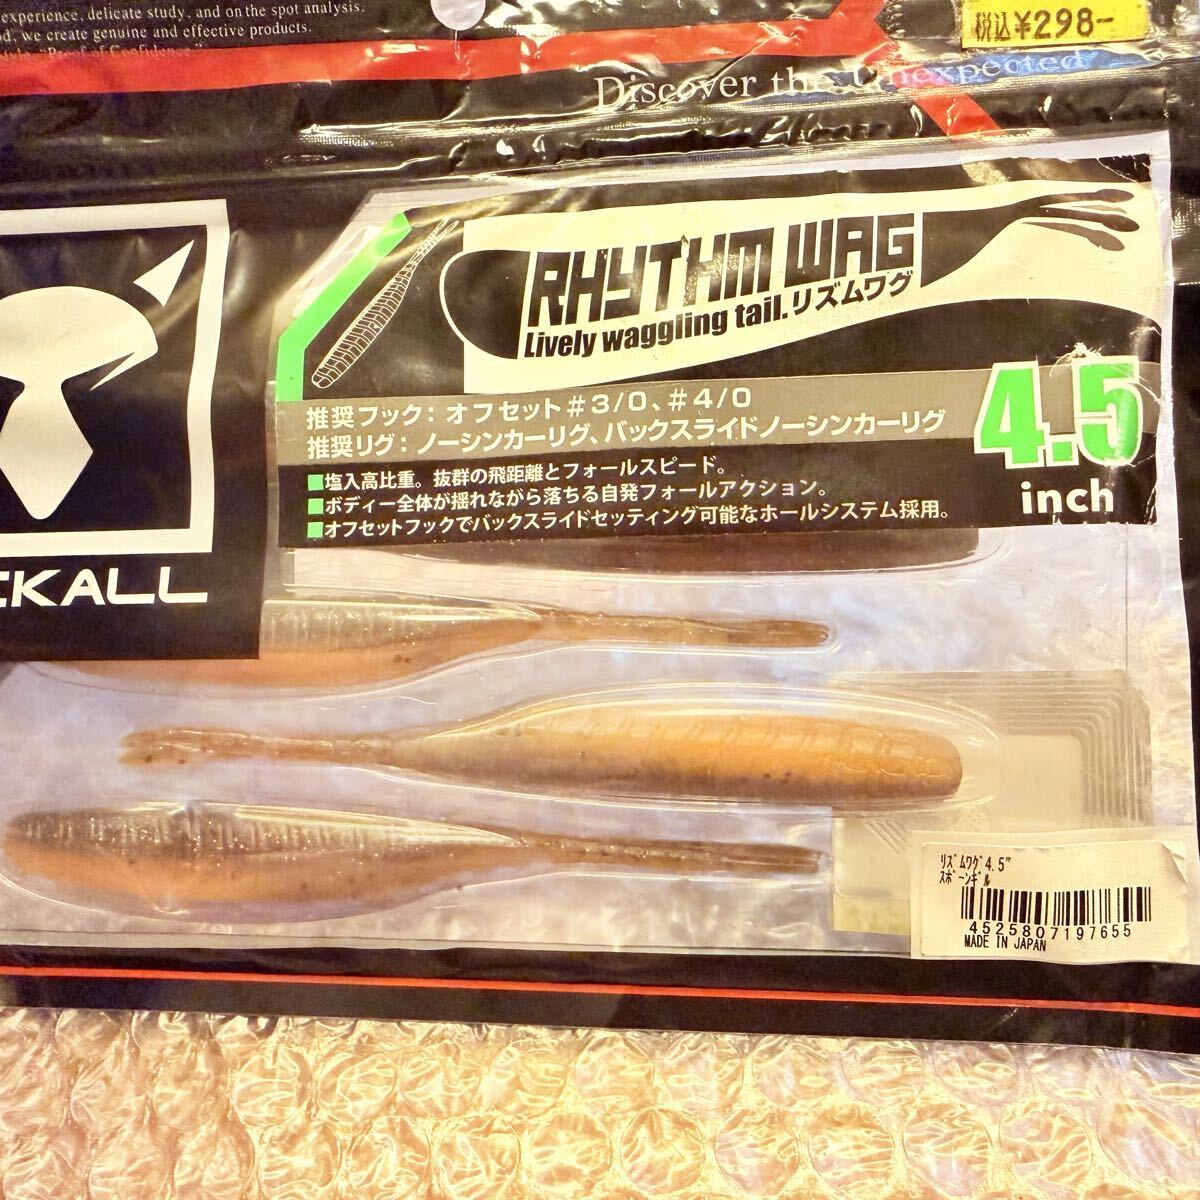 experience, delicate study, and on the spot analysis.
, we create genuine and effective products.
"Proof of Confidence."
税込¥298-
Discover the Unexpected
RHYTHM WAG
Lively waggling tail.リズムワグ
推奨フック：オフセット#3/0、#4/0
推奨リグ：ノーシンカーリグ、バックスライドノーシンカーリグ
4.5
inch
■塩入高比重。抜群の飛距離とフォールスピード。
■ボディー全体が揺れながら落ちる自発フォールアクション。
■オフセットフックでバックスライドセッティング可能なホールシステム採用。
CKALL
ﾘｽﾞﾑﾜｸﾞ4.5"
ｽﾎﾟｰﾝｷﾞﾙ
4525807197655
MADE IN JAPAN